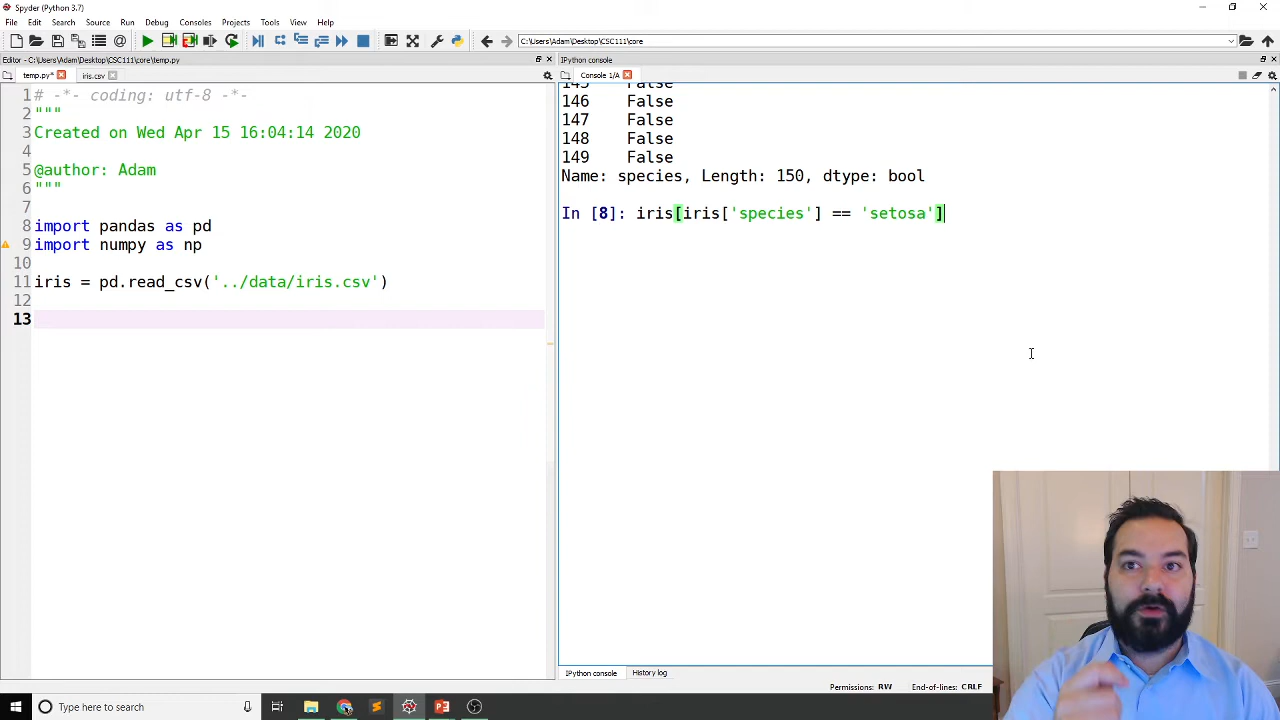 Spyder (Python 3.7)
File Edit Search Source Run Debug Consoles Projects Tools View Help
C:\Users\Adam\Desktop\CSC111\core
Editor - C:\Users\Adam\Desktop\CSC111\core\temp.py
IPython console
temp.py* iris.csv
Console 1/A
1 # -*- coding: utf-8 -*-
2 """
3 Created on Wed Apr 15 16:04:14 2020
4
5 @author: Adam
6 """
7
8 import pandas as pd
9 import numpy as np
10
11 iris = pd.read_csv('../data/iris.csv')
12
13
145 False
146 False
147 False
148 False
149 False
Name: species, Length: 150, dtype: bool
In [8]: iris[iris['species'] == 'setosa']
IPython console History log
Permissions: RW End-of-lines: CRLF
Type here to search